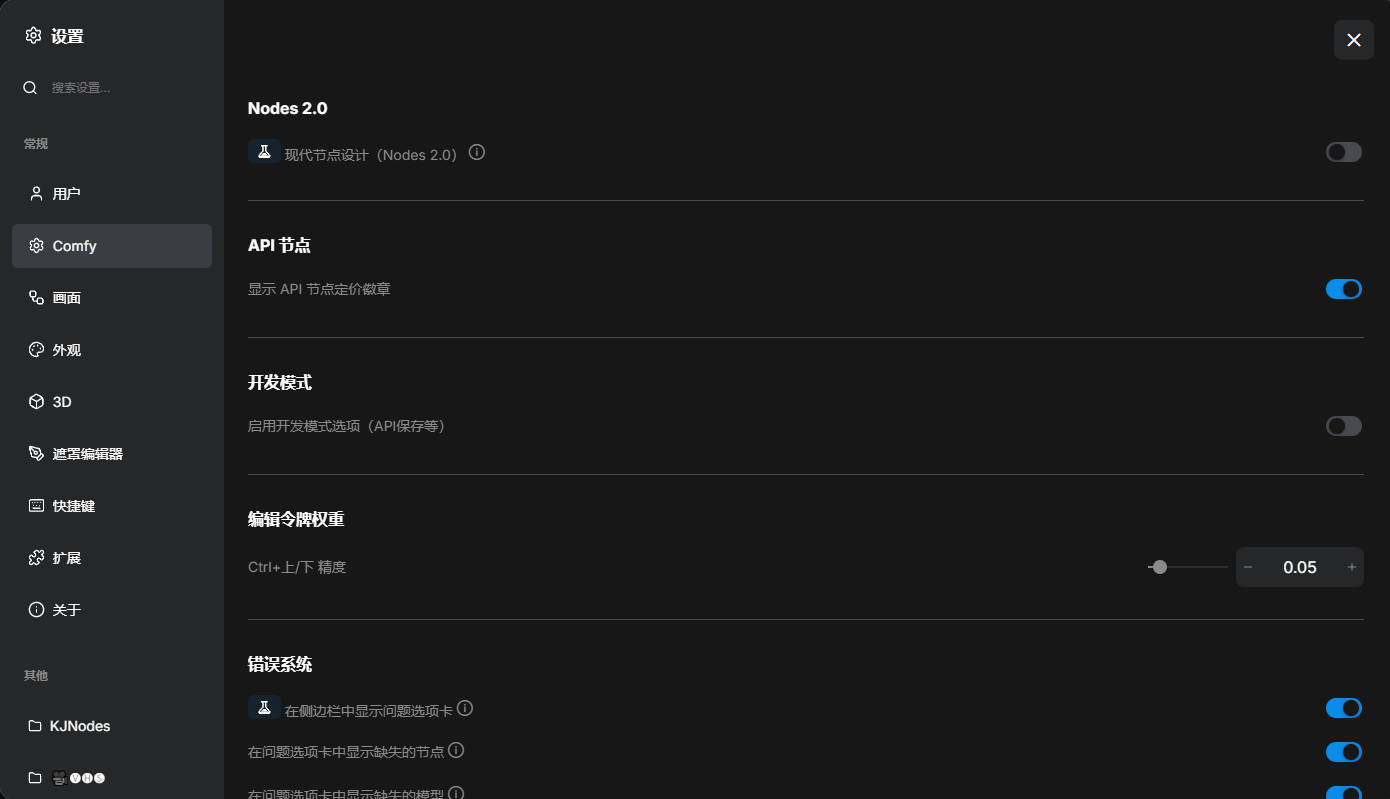 设置
搜索设置...
常规
用户
Comfy
画面
外观
3D
遮罩编辑器
快捷键
扩展
关于
其他
KJNodes
VHS
Nodes 2.0
现代节点设计（Nodes 2.0）
API 节点
显示 API 节点定价徽章
开发模式
启用开发模式选项（API保存等）
编辑令牌权重
Ctrl+上/下 精度
0.05
错误系统
在侧边栏中显示问题选项卡
在问题选项卡中显示缺失的节点
在问题选项卡中显示缺失的模型